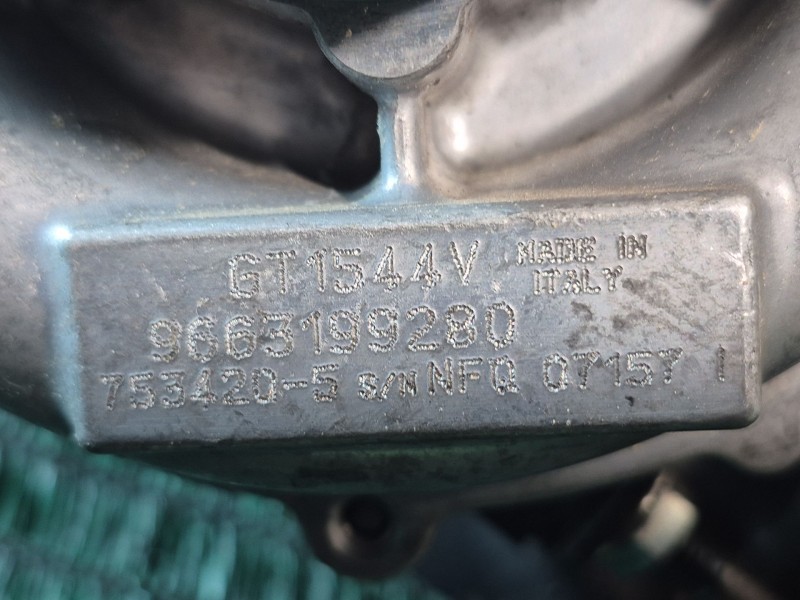 GT1544V MADE IN
ITALY
9663199280
753420-5 S/N NFQ 07157 1